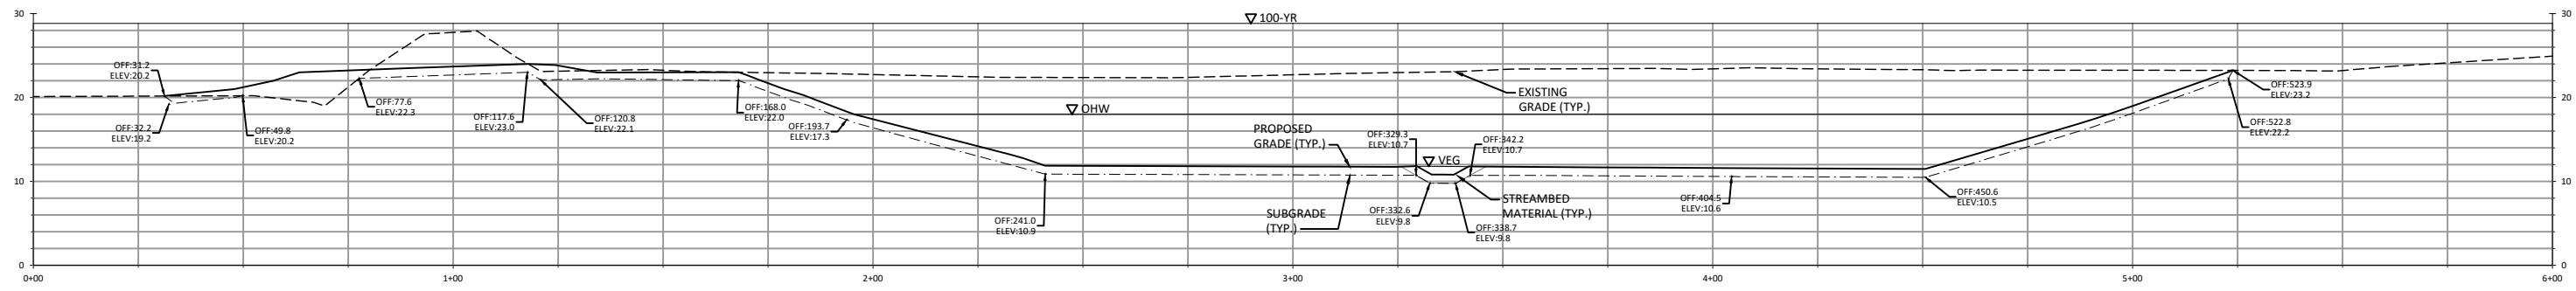 30
100-YR
30
OFF:31.2
ELEV:20.2
20
OFF:32.2
ELEV:19.2
OFF:49.8
ELEV:20.2
OFF:77.6
ELEV:22.3
OFF:117.6
ELEV:23.0
OFF:120.8
ELEV:22.1
OFF:168.0
ELEV:22.0
OFF:193.7
ELEV:17.3
OHW
EXISTING
GRADE (TYP.)
OFF:523.9
ELEV:23.2
20
OFF:522.8
ELEV:22.2
PROPOSED
GRADE (TYP.)
OFF:329.3
ELEV:10.7
OFF:342.2
ELEV:10.7
VEG
10
OFF:241.0
ELEV:10.9
SUBGRADE
(TYP.)
OFF:332.6
ELEV:9.8
STREAMBED
MATERIAL (TYP.)
OFF:338.7
ELEV:9.8
OFF:404.5
ELEV:10.6
OFF:450.6
ELEV:10.5
10
0
0
0+00
1+00
2+00
3+00
4+00
5+00
6+00